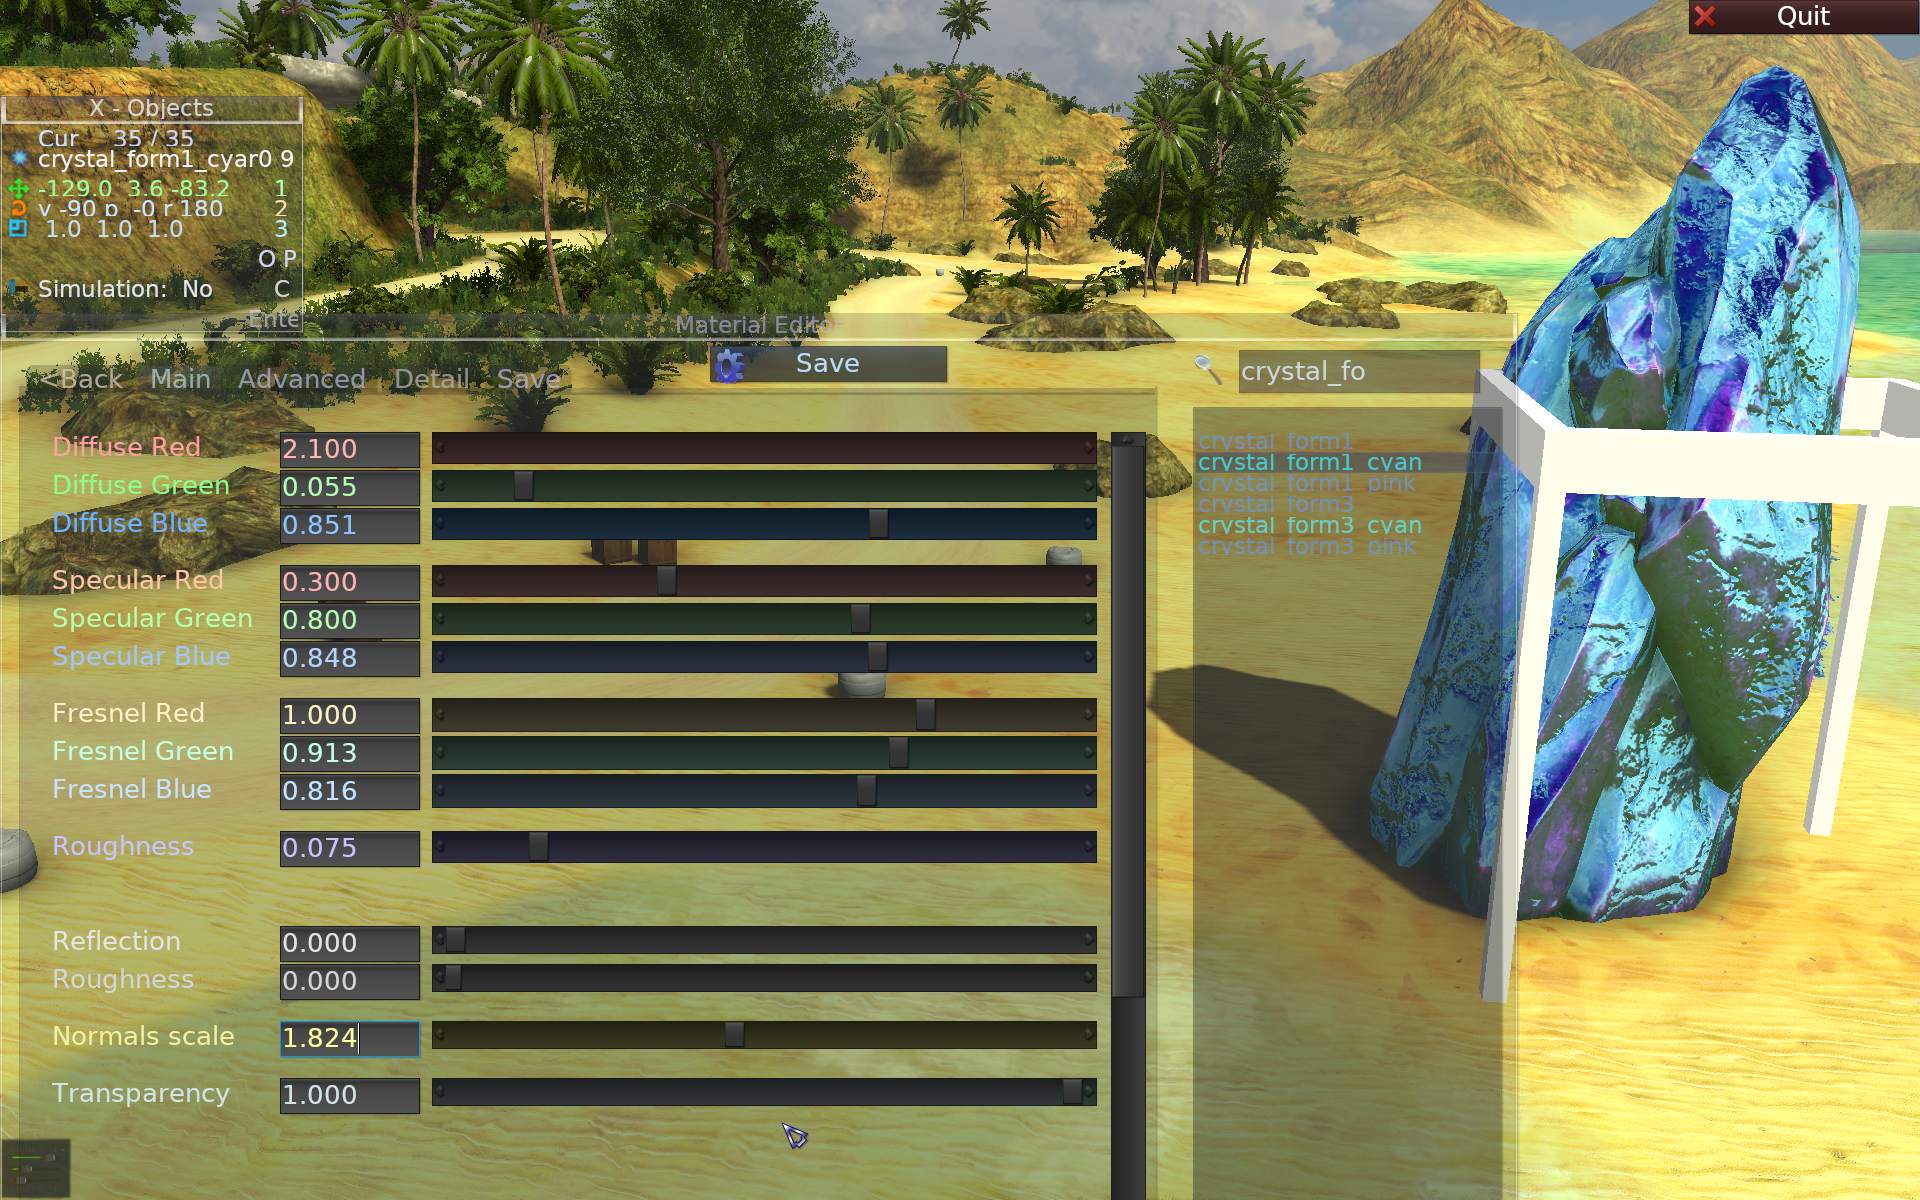 Quit
X - Objects
Cur 35 / 35
crystal_form1_cyar0 9
-129.0 3.6 -83.2 1
y -90 p -0 r 180 2
1.0 1.0 1.0 3
O P
Simulation: No C
Ente
Material Editor
Save
<Back Main Advanced Detail Save
crystal_fo
Diffuse Red 2.100
Diffuse Green 0.055
Diffuse Blue 0.851
Specular Red 0.300
Specular Green 0.800
Specular Blue 0.848
Fresnel Red 1.000
Fresnel Green 0.913
Fresnel Blue 0.816
Roughness 0.075
Reflection 0.000
Roughness 0.000
Normals scale 1.824
Transparency 1.000
crystal_form1
crystal_form1_cyan
crystal_form1_pink
crystal_form3
crystal_form3_cyan
crystal_form3_pink